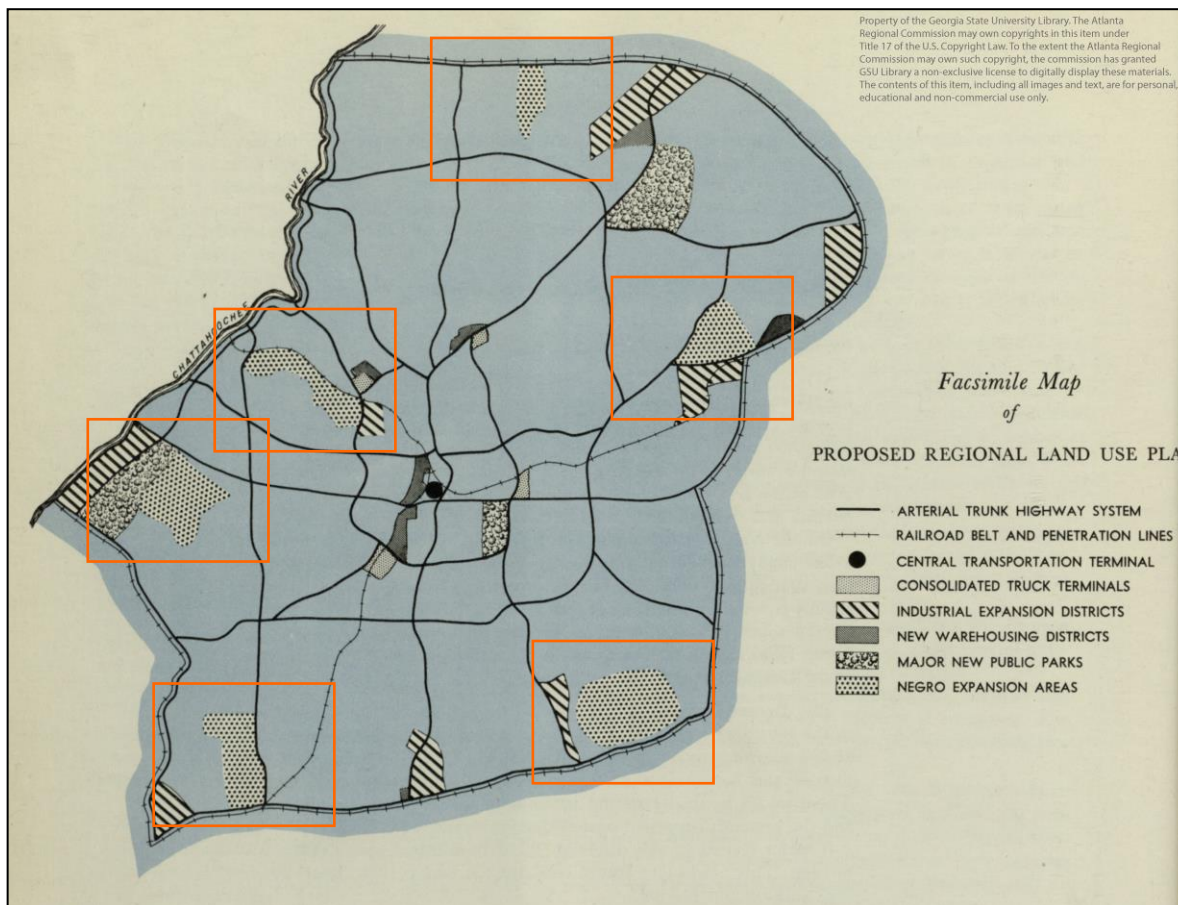 Property of the Georgia State University Library. The Atlanta
Regional Commission may own copyrights in this item under
Title 17 of the U.S. Copyright Law. To the extent the Atlanta Regional
Commission may own such copyright, the commission has granted
GSU Library a non-exclusive license to digitally display these materials.
The contents of this item, including all images and text, are for personal,
educational and non-commercial use only.
CHATTAHOOCHEE
RIVER
Facsimile Map
of
PROPOSED REGIONAL LAND USE
ARTERIAL TRUNK HIGHWAY SYSTEM
RAILROAD BELT AND PENETRATION LINES
CENTRAL TRANSPORTATION TERMINAL
CONSOLIDATED TRUCK TERMINALS
INDUSTRIAL EXPANSION DISTRICTS
NEW WAREHOUSING DISTRICTS
MAJOR NEW PUBLIC PARKS
NEGRO EXPANSION AREAS